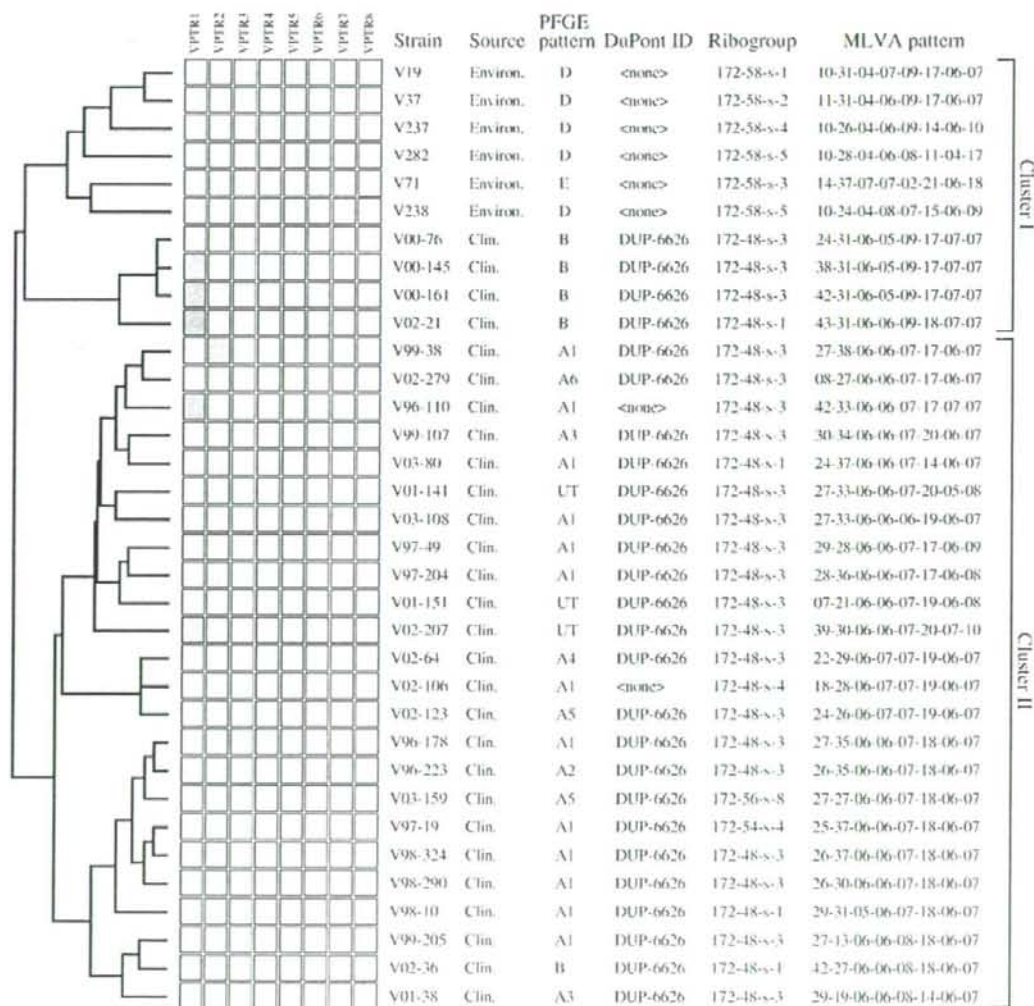 VPTR1 VPTR2 VPTR3 VPTR4 VPTR5 VPTR6 VPTR7 VPTR8
PFGE
Strain Source pattern DuPont ID Ribogroup MLVA pattern
V19 Environ. D <none> 172-58-s-1 10-31-04-07-09-17-06-07
V37 Environ. D <none> 172-58-s-2 11-31-04-06-09-17-06-07
V237 Environ. D <none> 172-58-s-4 10-26-04-06-09-14-06-10
V282 Environ. D <none> 172-58-s-5 10-28-04-06-08-11-04-17
V71 Environ. E <none> 172-58-s-3 14-37-07-07-02-21-06-18
V238 Environ. D <none> 172-58-s-5 10-24-04-08-07-15-06-09
V00-76 Clin. B DUP-6626 172-48-s-3 24-31-06-05-09-17-07-07
V00-145 Clin. B DUP-6626 172-48-s-3 38-31-06-05-09-17-07-07
V00-161 Clin. B DUP-6626 172-48-s-3 42-31-06-05-09-17-07-07
V02-21 Clin. B DUP-6626 172-48-s-1 43-31-06-06-09-18-07-07
Cluster I
V99-38 Clin. A1 DUP-6626 172-48-s-3 27-38-06-06-07-17-06-07
V02-279 Clin. A6 DUP-6626 172-48-s-3 08-27-06-06-07-17-06-07
V96-110 Clin. A1 <none> 172-48-s-3 42-33-06-06-07-17-07-07
V99-107 Clin. A3 DUP-6626 172-48-s-3 30-34-06-06-07-20-06-07
V03-80 Clin. A1 DUP-6626 172-48-s-1 24-37-06-06-07-14-06-07
V01-141 Clin. UT DUP-6626 172-48-s-3 27-33-06-06-07-20-05-08
V03-108 Clin. A1 DUP-6626 172-48-s-3 27-33-06-06-06-19-06-07
V97-49 Clin. A1 DUP-6626 172-48-s-3 29-28-06-06-07-17-06-09
V97-204 Clin. A1 DUP-6626 172-48-s-3 28-36-06-06-07-17-06-08
V01-151 Clin. UT DUP-6626 172-48-s-3 07-21-06-06-07-19-06-08
V02-207 Clin. UT DUP-6626 172-48-s-3 39-30-06-06-07-20-07-10
V02-64 Clin. A4 DUP-6626 172-48-s-3 22-29-06-07-07-19-06-07
V02-106 Clin. A1 <none> 172-48-s-4 18-28-06-07-07-19-06-07
V02-123 Clin. A5 DUP-6626 172-48-s-3 24-26-06-07-07-19-06-07
V96-178 Clin. A1 DUP-6626 172-48-s-3 27-35-06-06-07-18-06-07
V96-223 Clin. A2 DUP-6626 172-48-s-3 26-35-06-06-07-18-06-07
V03-159 Clin. A5 DUP-6626 172-56-s-8 27-27-06-06-07-18-06-07
V97-19 Clin. A1 DUP-6626 172-54-s-4 25-37-06-06-07-18-06-07
V98-324 Clin. A1 DUP-6626 172-48-s-3 26-37-06-06-07-18-06-07
V98-290 Clin. A1 DUP-6626 172-48-s-3 26-30-06-06-07-18-06-07
V98-10 Clin. A1 DUP-6626 172-48-s-1 29-31-05-06-07-18-06-07
V99-205 Clin. A1 DUP-6626 172-48-s-3 27-13-06-06-08-18-06-07
V02-36 Clin. B DUP-6626 172-48-s-1 42-27-06-06-08-18-06-07
V01-38 Clin. A3 DUP-6626 172-48-s-3 29-19-06-06-08-14-06-07
Cluster II